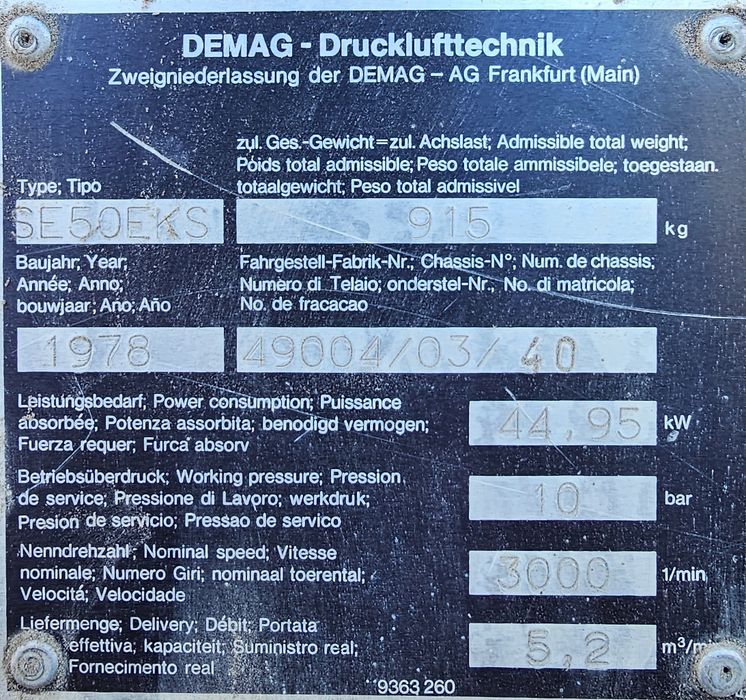 DEMAG - Drucklufttechnik
Zweigniederlassung der DEMAG - AG Frankfurt (Main)
zul. Ges.-Gewicht=zul. Achslast; Admissible total weight;
Poids total admissible; Peso totale ammissibele; toegestaan.
totaalgewicht; Peso total admissivel
Type; Tipo
SE50EKS
915 kg
Baujahr; Year;
Année; Anno;
bouwjaar; Ano; Año
Fahrgestell-Fabrik-Nr.; Chassis-N°; Num. de chassis;
Numero di Telaio; onderstel-Nr., No. di matricola;
No. de fracacao
1978
49004/03/40
Leistungsbedarf; Power consumption; Puissance
absorbée; Potenza assorbita; benodigd vermogen;
Fuerza requer; Furca absorv
44,95 kW
Betriebsüberdruck; Working pressure; Pression
de service; Pressione di Lavoro; werkdruk;
Presion de servicio; Pressao de servico
10 bar
Nenndrehzahl; Nominal speed; Vitesse
nominale; Numero Giri; nominaal toerental;
Velocitá; Velocidade
3000 1/min
Liefermenge; Delivery; Débit; Portata
effettiva; kapaciteit; Suministro real;
Fornecimento real
5,2 m³/
9363 260